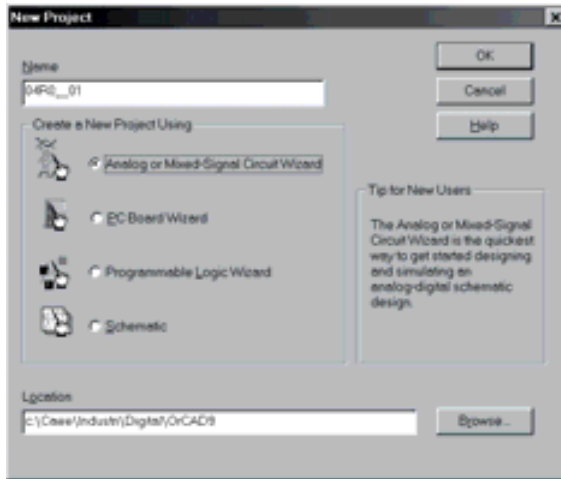 New Project
Name
OK
Cancel
Help
Create a New Project Using
Analog or Mixed-Signal Circuit Wizard
PC Board Wizard
Programmable Logic Wizard
Schematic
Tip for New Users
The Analog or Mixed-Signal
Circuit Wizard is the quickest
way to get started designing
and simulating an
analog-digital schematic
design.
Location
Browse...